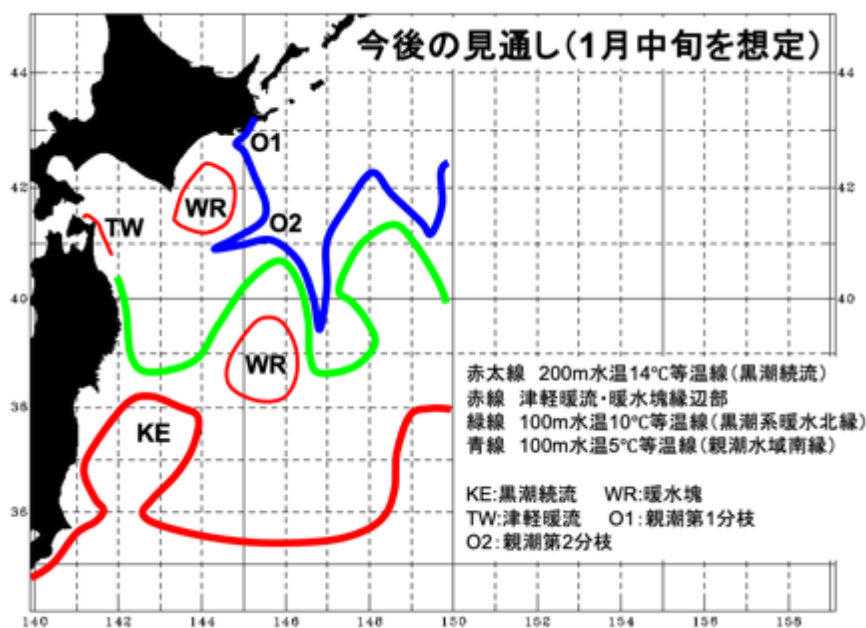 今後の見通し(1月中旬を想定)
44 44
O1
42 WR 42
O2
TW
40 40
WR
赤太線 200m水温14℃等温線(黒潮続流)
赤線 津軽暖流・暖水塊縁辺部
38 38
緑線 100m水温10℃等温線(黒潮系暖水北縁)
KE
青線 100m水温5℃等温線(親潮水域南縁)
KE:黒潮続流 WR:暖水塊
36 36
TW:津軽暖流 O1:親潮第1分枝
O2:親潮第2分枝
140 142 144 146 148 150 152 154 156 158